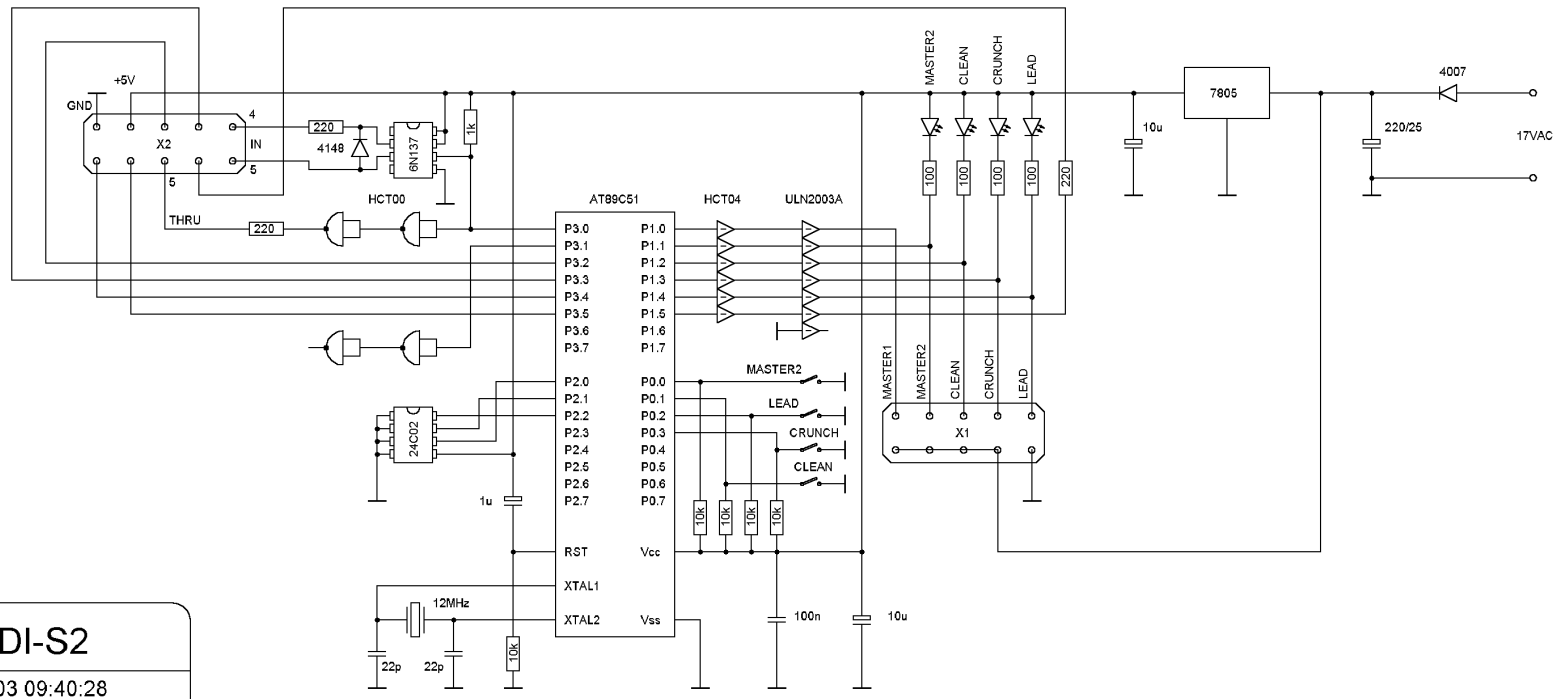 MASTER2
CLEAN
CRUNCH
LEAD
+5V
GND
4
X2
IN
5
5
220
4148
6N137
1k
THRU
220
HCT00
AT89C51
HCT04
ULN2003A
100
100
100
100
220
10u
7805
4007
220/25
17VAC
P3.0
P3.1
P3.2
P3.3
P3.4
P3.5
P3.6
P3.7
P2.0
P2.1
P2.2
P2.3
P2.4
P2.5
P2.6
P2.7
RST
XTAL1
XTAL2
P1.0
P1.1
P1.2
P1.3
P1.4
P1.5
P1.6
P1.7
P0.0
P0.1
P0.2
P0.3
P0.4
P0.5
P0.6
P0.7
Vcc
Vss
MASTER2
LEAD
CRUNCH
CLEAN
10k
10k
10k
10k
MASTER1
MASTER2
CLEAN
CRUNCH
LEAD
X1
24C02
1u
12MHz
22p
22p
10k
100n
10u
DI-S2
03 09:40:28